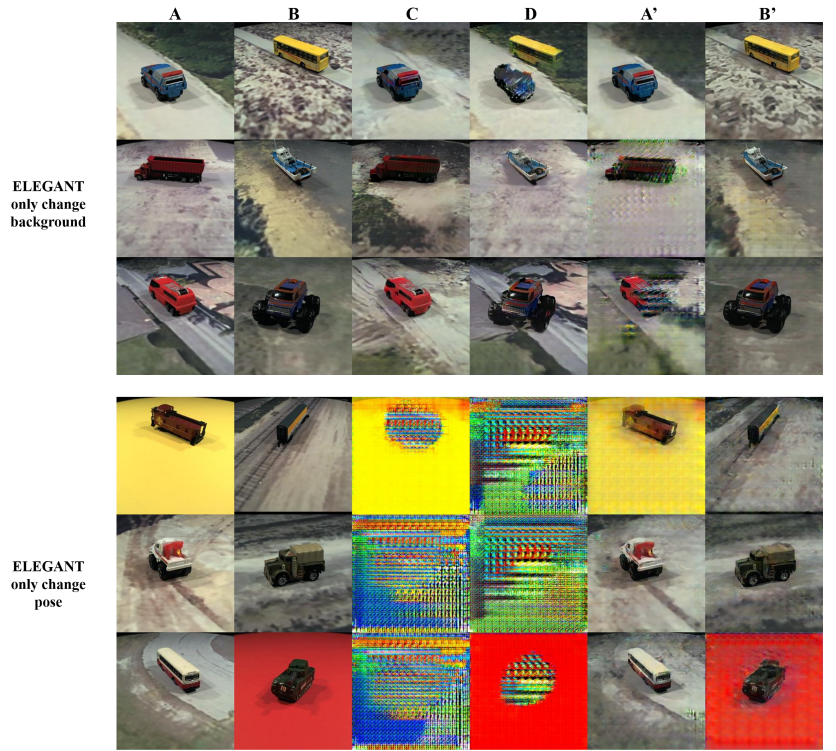 A B C D A’ B’
ELEGANT
only change
background
ELEGANT
only change
pose